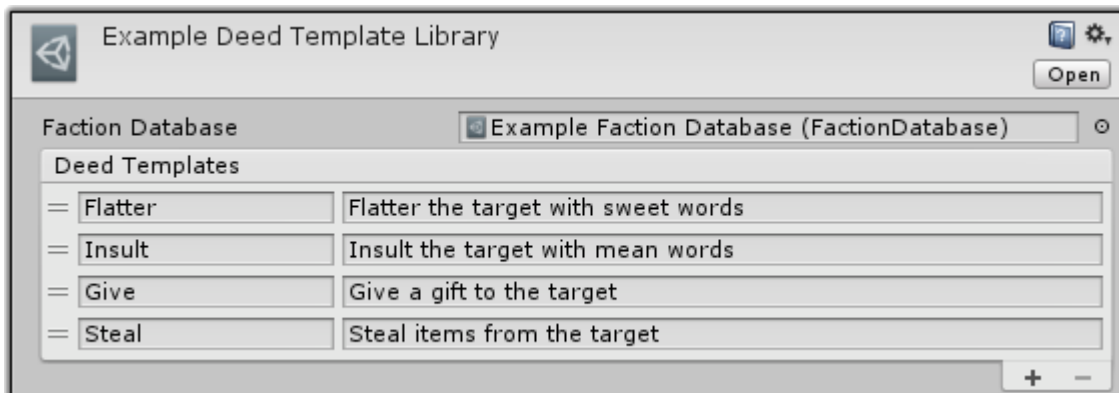 Example Deed Template Library
Open
Faction Database Example Faction Database (FactionDatabase)
Deed Templates
Flatter Flatter the target with sweet words
Insult Insult the target with mean words
Give Give a gift to the target
Steal Steal items from the target